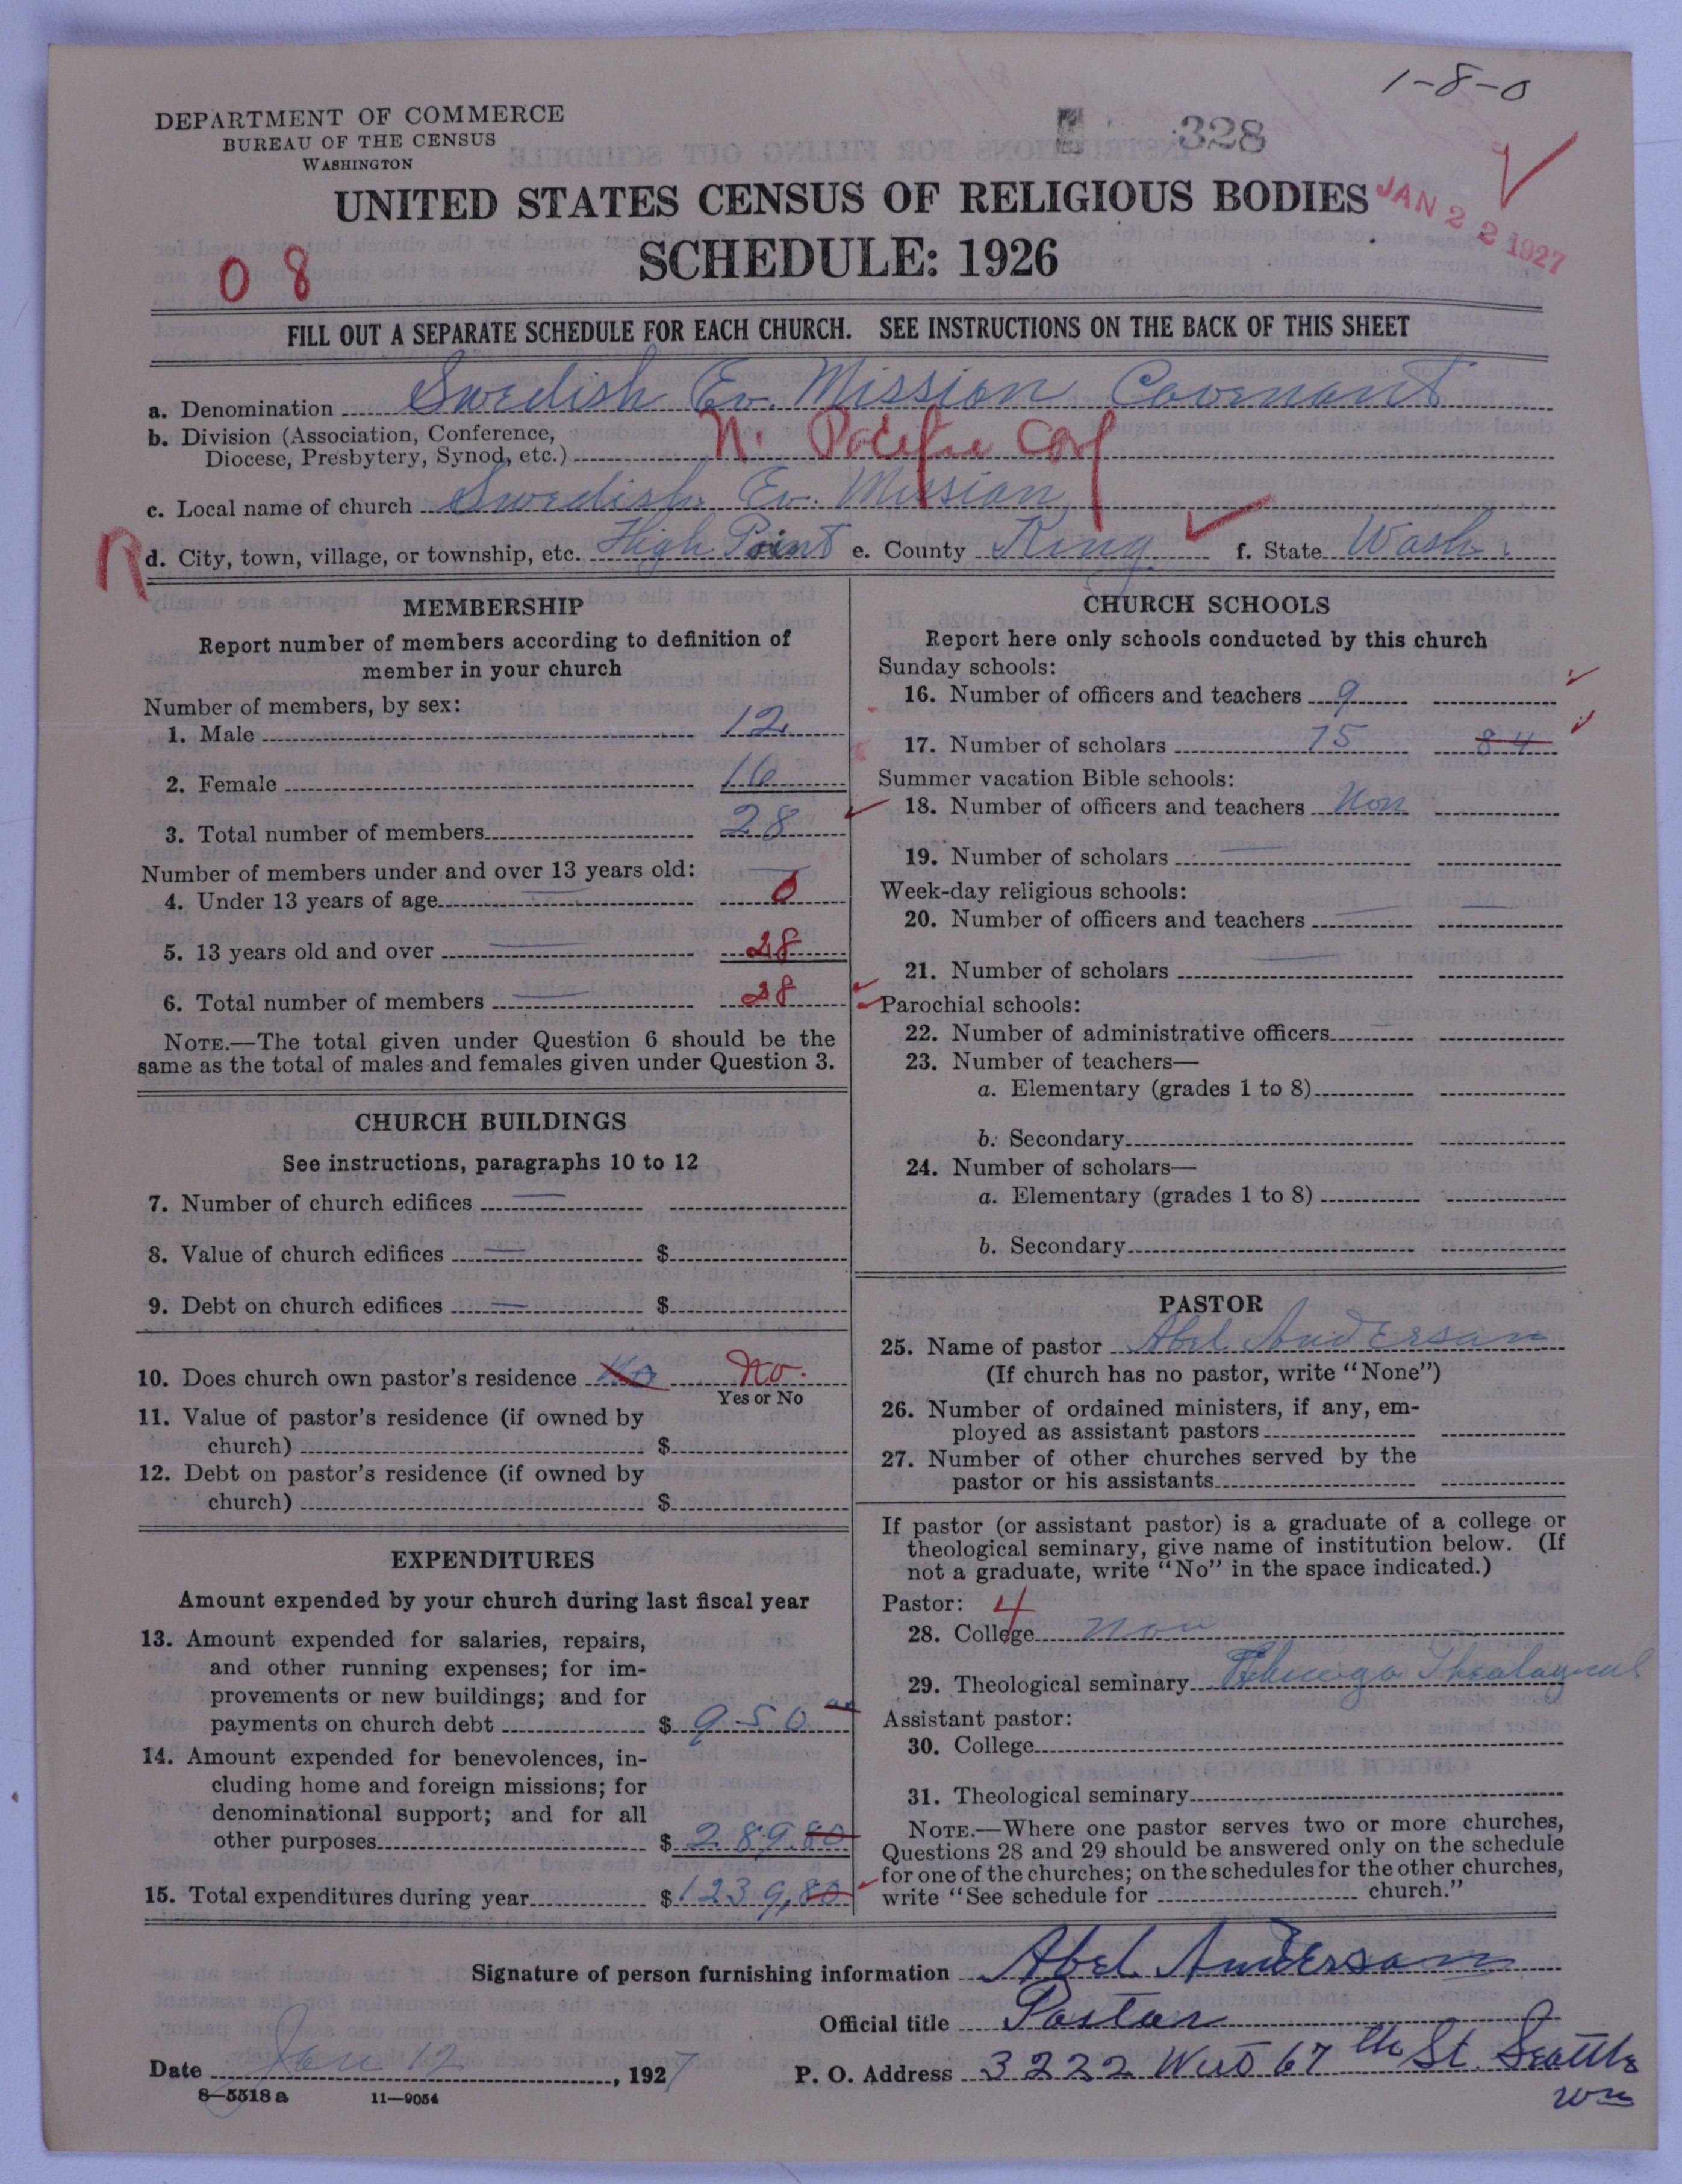 1-8-0
DEPARTMENT OF COMMERCE
BUREAU OF THE CENSUS
WASHINGTON
328
UNITED STATES CENSUS OF RELIGIOUS BODIES
JAN 22 1927
SCHEDULE: 1926
08
FILL OUT A SEPARATE SCHEDULE FOR EACH CHURCH. SEE INSTRUCTIONS ON THE BACK OF THIS SHEET
a. Denomination Swedish Ev. Mission Covenant
b. Division (Association, Conference,
Diocese, Presbytery, Synod, etc.) N. Pacific Conf
c. Local name of church Swedish Ev. Mission
R d. City, town, village, or township, etc. High Point e. County King f. State Wash.
MEMBERSHIP
Report number of members according to definition of
member in your church
Number of members, by sex:
1. Male 12
2. Female 16
3. Total number of members 28
Number of members under and over 13 years old:
4. Under 13 years of age 0
5. 13 years old and over 28
6. Total number of members 28
NOTE.—The total given under Question 6 should be the
same as the total of males and females given under Question 3.
CHURCH BUILDINGS
See instructions, paragraphs 10 to 12
7. Number of church edifices —
8. Value of church edifices — $
9. Debt on church edifices — $
10. Does church own pastor's residence No No.
Yes or No
11. Value of pastor's residence (if owned by
church) $
12. Debt on pastor's residence (if owned by
church) $
EXPENDITURES
Amount expended by your church during last fiscal year
13. Amount expended for salaries, repairs,
and other running expenses; for im-
provements or new buildings; and for
payments on church debt $ 950
14. Amount expended for benevolences, in-
cluding home and foreign missions; for
denominational support; and for all
other purposes $ 289.80
15. Total expenditures during year $ 1239,80
CHURCH SCHOOLS
Report here only schools conducted by this church
Sunday schools:
16. Number of officers and teachers 9
17. Number of scholars 75 84
Summer vacation Bible schools:
18. Number of officers and teachers Non
19. Number of scholars —
Week-day religious schools:
20. Number of officers and teachers —
21. Number of scholars
Parochial schools:
22. Number of administrative officers
23. Number of teachers—
a. Elementary (grades 1 to 8)
b. Secondary
24. Number of scholars—
a. Elementary (grades 1 to 8)
b. Secondary
PASTOR
25. Name of pastor Abel Anderson
(If church has no pastor, write "None")
26. Number of ordained ministers, if any, em-
ployed as assistant pastors
27. Number of other churches served by the
pastor or his assistants
If pastor (or assistant pastor) is a graduate of a college or
theological seminary, give name of institution below. (If
not a graduate, write "No" in the space indicated.)
Pastor: 4
28. College Non
29. Theological seminary Chicago Theological
Assistant pastor:
30. College
31. Theological seminary
NOTE.—Where one pastor serves two or more churches,
Questions 28 and 29 should be answered only on the schedule
for one of the churches; on the schedules for the other churches,
write "See schedule for church."
Signature of person furnishing information Abel Anderson
Official title Pastor
Date Jan 12, 1927 P. O. Address 3222 West 67th St. Seattle
Wn
8-5518 a 11-9054